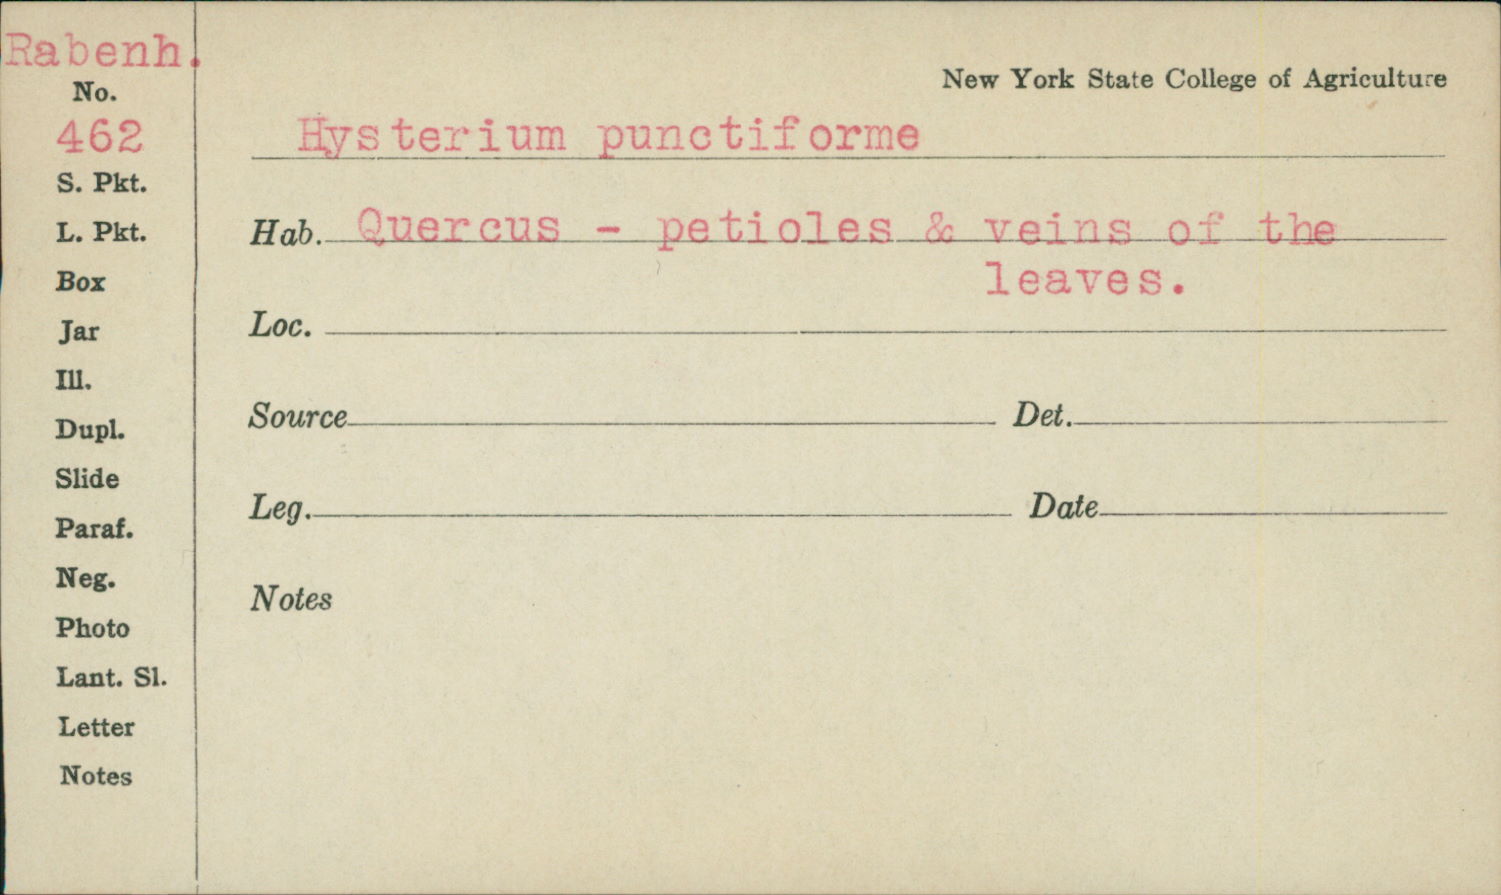 Rabenh.
No.
462
S. Pkt.
L. Pkt.
Box
Jar
Ill.
Dupl.
Slide
Paraf.
Neg.
Photo
Lant. Sl.
Letter
Notes
New York State College of Agriculture
Hysterium punctiforme
Hab. Quercus - petioles & veins of the
leaves.
Loc.
Source Det.
Leg. Date
Notes